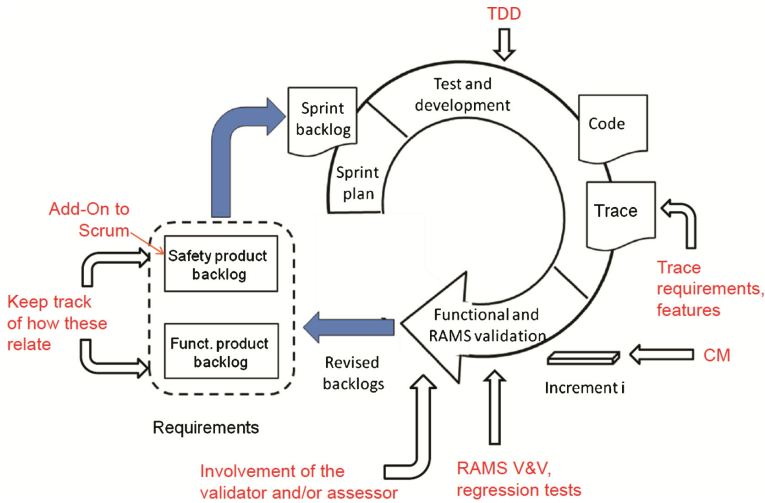 TDD
Test and
development
Sprint
backlog
Code
Sprint
plan
Trace
Add-On to
Scrum
Safety product
backlog
Trace
requirements,
features
Keep track
of how these
relate
Functional and
RAMS validation
Funct. product
backlog
Revised
backlogs
CM
Increment i
Requirements
Involvement of the
validator and/or assessor
RAMS V&V,
regression tests